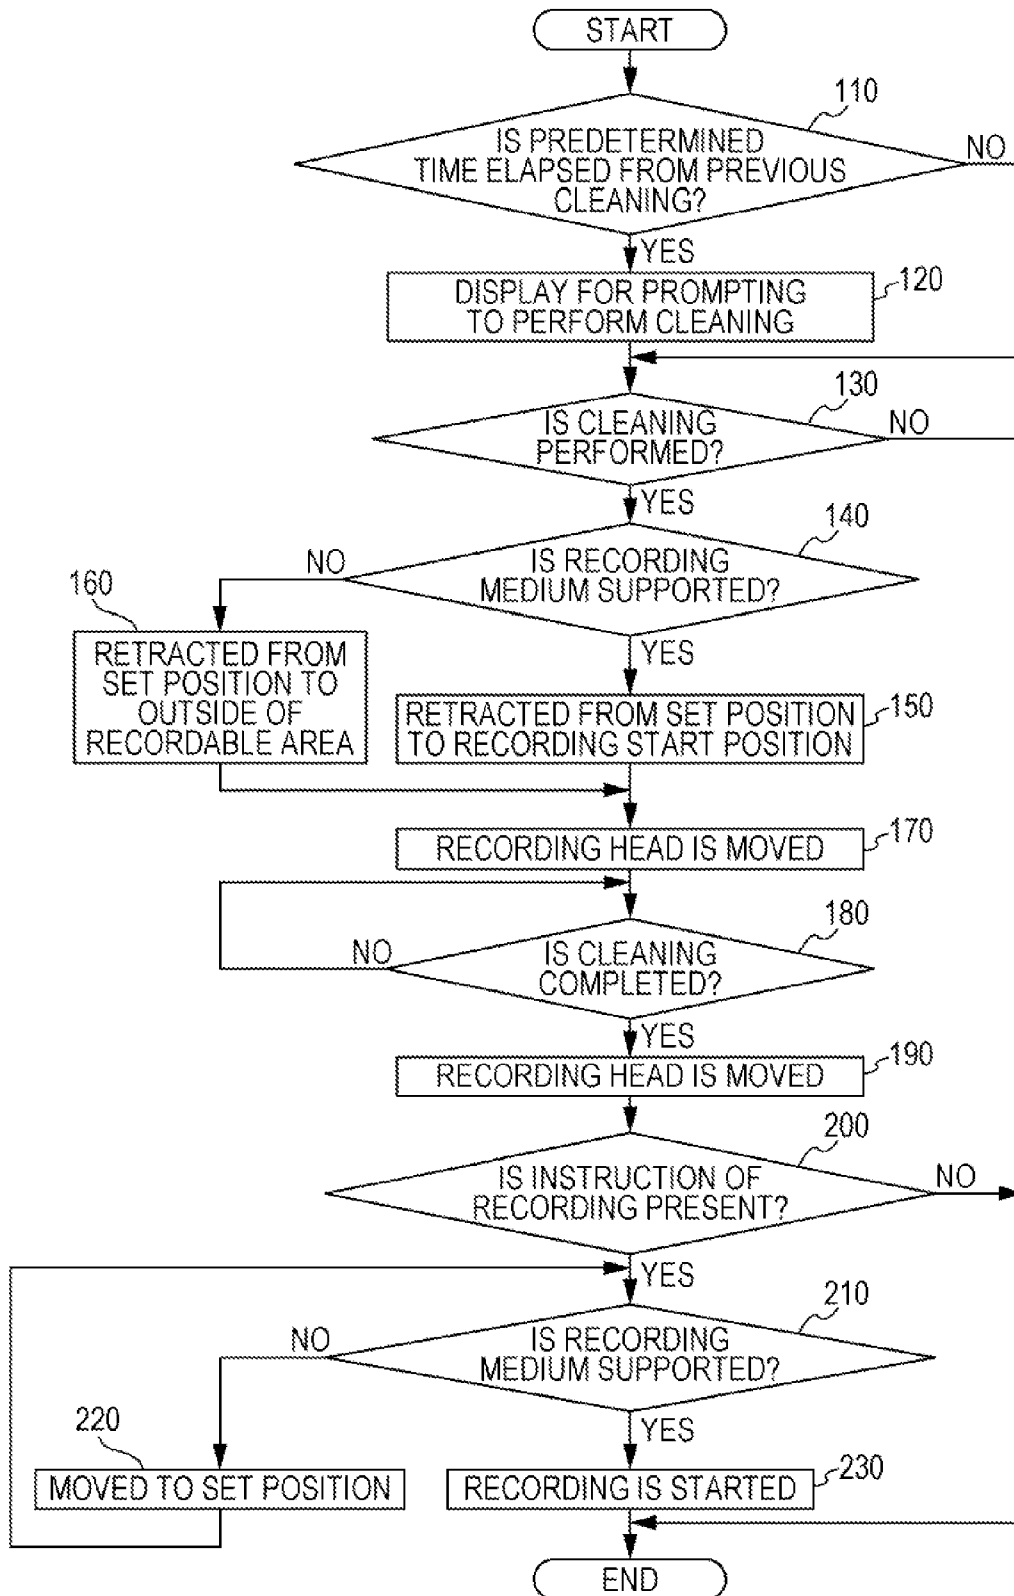 START
110
IS PREDETERMINED
TIME ELAPSED FROM PREVIOUS
CLEANING?
NO
YES
DISPLAY FOR PROMPTING
TO PERFORM CLEANING
120
130
IS CLEANING
PERFORMED?
NO
YES
140
NO
IS RECORDING
MEDIUM SUPPORTED?
160
YES
RETRACTED FROM
SET POSITION TO
OUTSIDE OF
RECORDABLE AREA
RETRACTED FROM SET POSITION
TO RECORDING START POSITION
150
170
RECORDING HEAD IS MOVED
180
NO
IS CLEANING
COMPLETED?
YES
190
RECORDING HEAD IS MOVED
200
IS INSTRUCTION OF
RECORDING PRESENT?
NO
YES
210
NO
IS RECORDING
MEDIUM SUPPORTED?
220
YES
MOVED TO SET POSITION
RECORDING IS STARTED
230
END